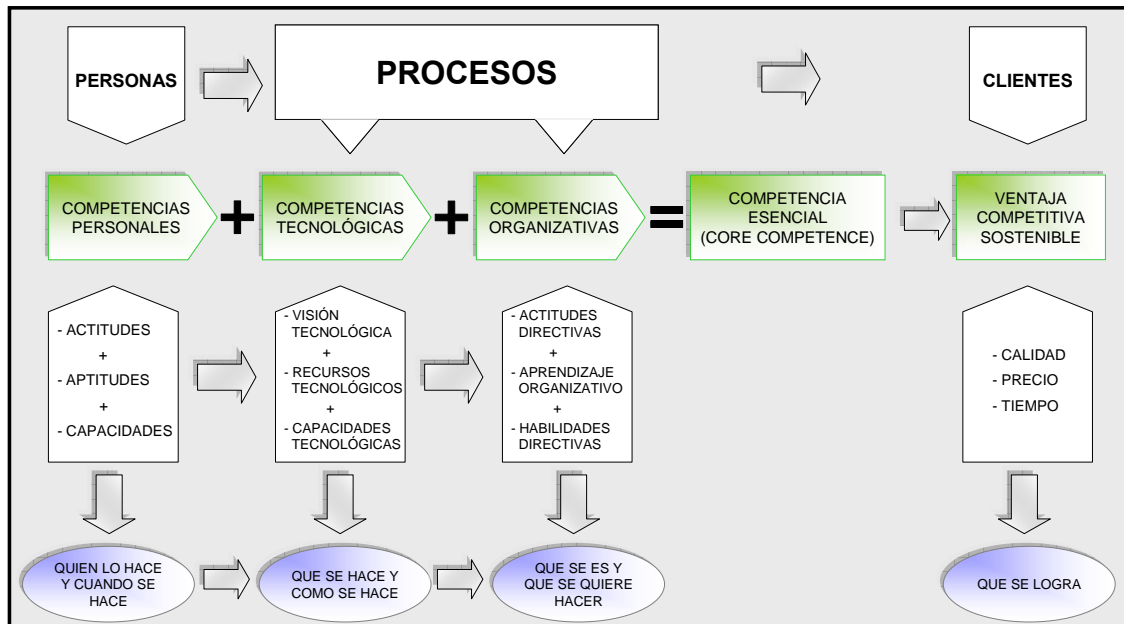 PERSONAS
PROCESOS
CLIENTES
COMPETENCIAS
PERSONALES
+
COMPETENCIAS
TECNOLÓGICAS
+
COMPETENCIAS
ORGANIZATIVAS
=
COMPETENCIA
ESENCIAL
(CORE COMPETENCE)
VENTAJA
COMPETITIVA
SOSTENIBLE
- ACTITUDES
+
- APTITUDES
+
- CAPACIDADES
- VISIÓN
TECNOLÓGICA
+
- RECURSOS
TECNOLÓGICOS
+
- CAPACIDADES
TECNOLÓGICAS
- ACTITUDES
DIRECTIVAS
+
- APRENDIZAJE
ORGANIZATIVO
+
- HABILIDADES
DIRECTIVAS
- CALIDAD
- PRECIO
- TIEMPO
QUIEN LO HACE
Y CUANDO SE
HACE
QUE SE HACE Y
COMO SE HACE
QUE SE ES Y
QUE SE QUIERE
HACER
QUE SE LOGRA